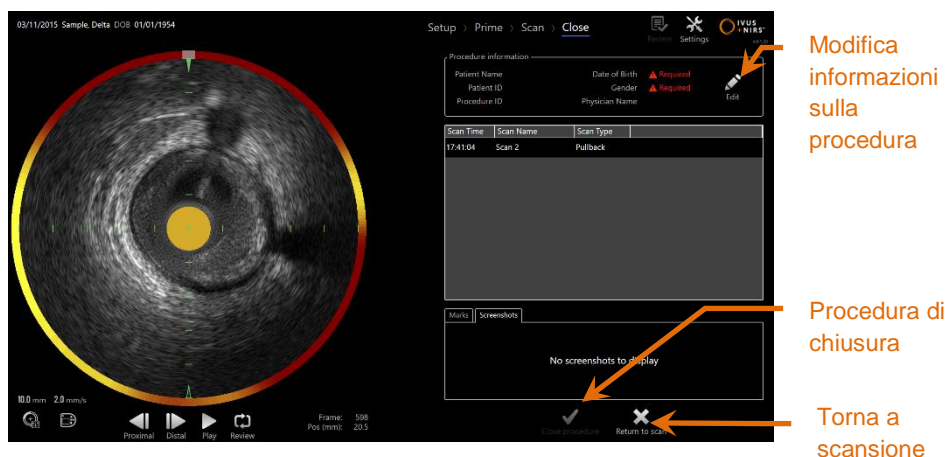 03/11/2015 Sample, Delta DOB 01/01/1954
Setup > Prime > Scan > Close
Review
Settings
IVUS
+NIRS
Procedure information
Patient Name
Date of Birth
Required
Patient ID
Gender
Required
Procedure ID
Physician Name
Edit
Scan Time Scan Name Scan Type
17:41:04 Scan 2 Pullback
Marks Screenshots
No screenshots to display
10.0 mm 2.0 mm/s
Proximal Distal Play Review
Frame: 598
Pos (mm): 20.5
Close procedure
Return to scan
Modifica
informazioni
sulla
procedura
Procedura di
chiusura
Torna a
scansione